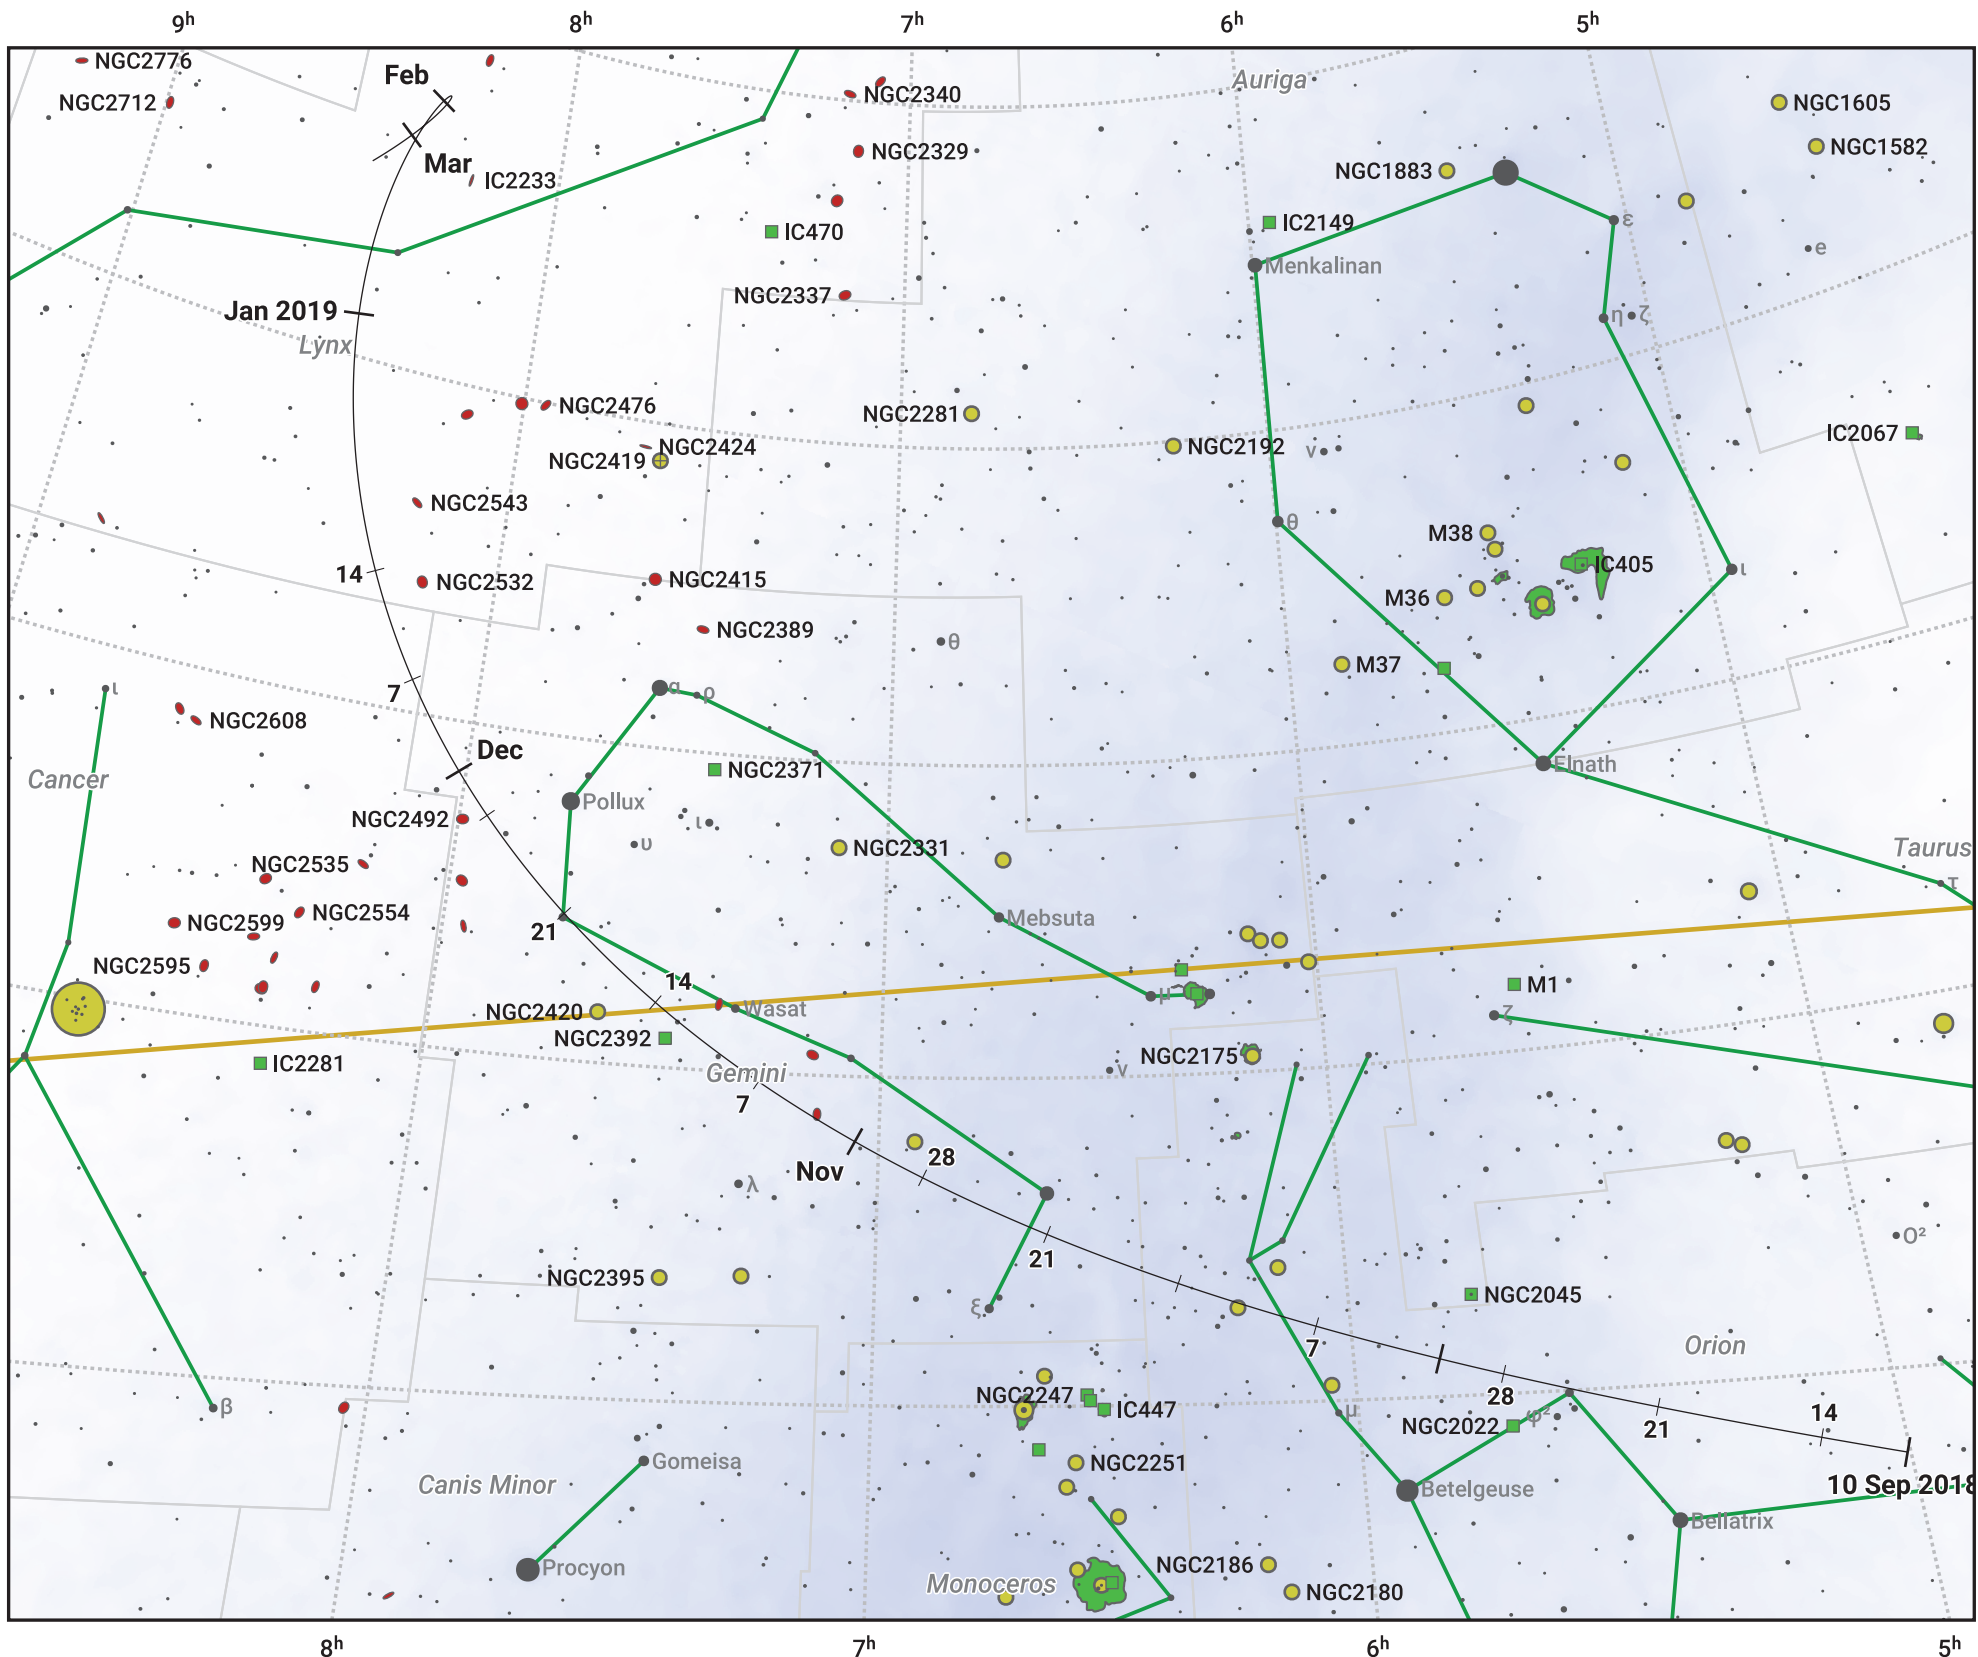 9ʰ 8ʰ 7ʰ 6ʰ 5ʰ
NGC2776
Feb
Auriga
NGC2712
NGC2340
NGC1605
NGC2329
NGC1582
Mar
NGC1883
IC2233
IC2149
ε
IC470
e
Menkalinan
NGC2337
Jan 2019
η ζ
Lynx
NGC2476
NGC2281
IC2067
NGC2424
NGC2192
ν
NGC2419
NGC2543
θ
M38
IC405
14
NGC2532
NGC2415
ι
M36
NGC2389
θ
M37
7
α ρ
ι
NGC2608
Dec
Elnath
Cancer
NGC2371
Pollux
NGC2492
ι
υ
NGC2331
Taurus
NGC2535
τ
NGC2554
NGC2599
21
Mebsuta
NGC2595
14
M1
μ
NGC2420
Wasat
ζ
NGC2392
NGC2175
IC2281
Gemini
ν
7
28
Nov
λ
O²
21
NGC2395
NGC2045
ξ
7
Orion
NGC2247
28
IC447
β
μ
φ²
14
NGC2022
21
Gomeisa
NGC2251
Canis Minor
Betelgeuse
10 Sep 2018
Bellatrix
Procyon
NGC2186
Monoceros
NGC2180
8ʰ 7ʰ 6ʰ 5ʰ